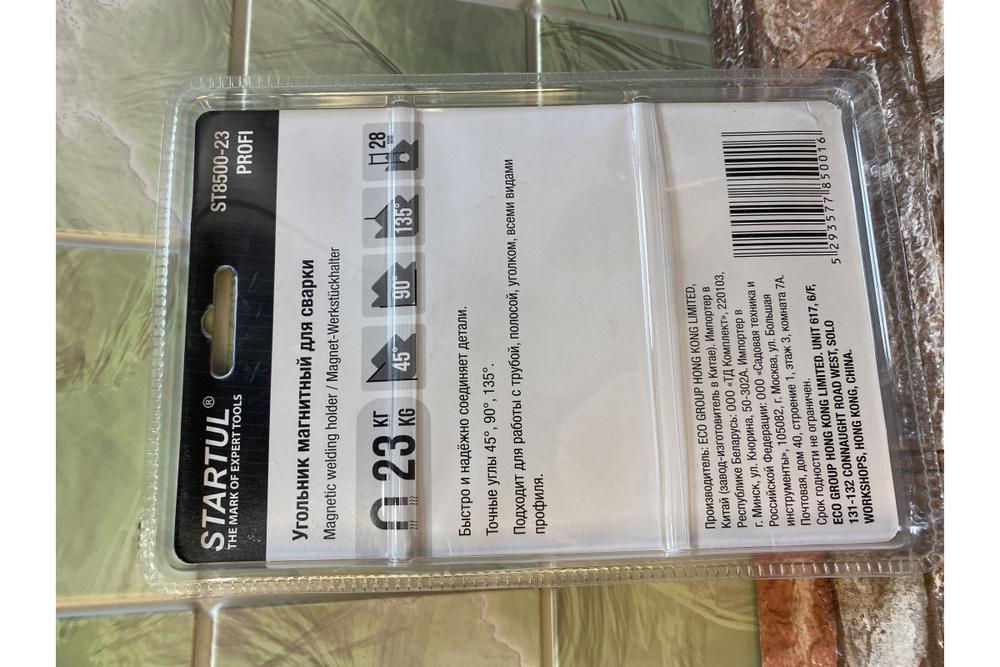 STARTUL®
THE MARK OF EXPERT TOOLS
ST8500-23
PROFI
Угольник магнитный для сварки
Magnetic welding holder / Magnet-Werkstückhalter
23 КГ
KG
45°
90°
135°
28
Быстро и надёжно соединяет детали.
Точные углы 45°, 90°, 135°.
Подходит для работы с трубой, полосой, уголком, всеми видами
профиля.
Производитель: ECO GROUP HONG KONG LIMITED,
Китай (завод-изготовитель в Китае). Импортер в
Республике Беларусь: ООО «ТД Комплект», 220103,
г. Минск, ул. Кнорина, 50-302А. Импортер в
Российской Федерации: ООО «Садовая техника и
инструменты», 105082, г. Москва, ул. Большая
Почтовая, дом 40, строение 1, этаж 3, комната 7А.
Срок годности не ограничен.
ECO GROUP HONG KONG LIMITED. UNIT 617, 6/F,
131-132 CONNAUGHT ROAD WEST, SOLO
WORKSHOPS, HONG KONG, CHINA.
5 293577 850016